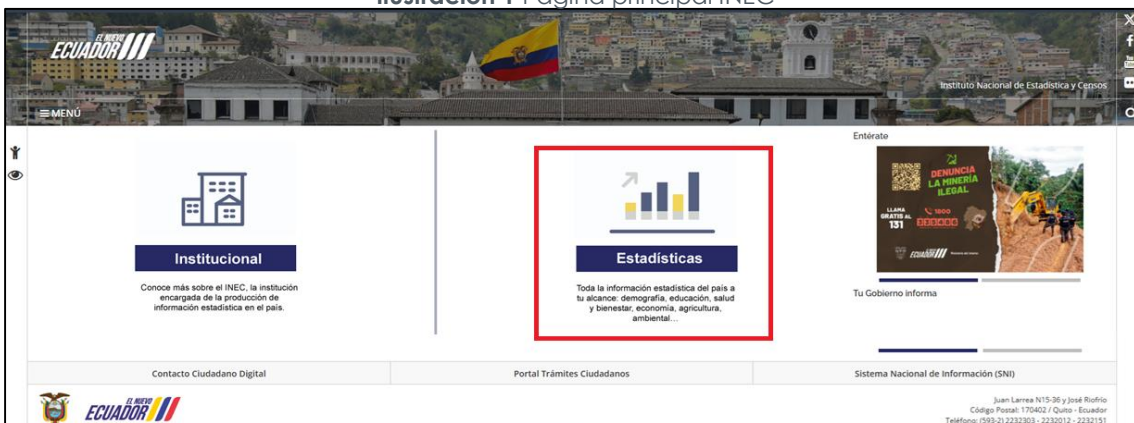 Ilustración 1 Página principal INEC
EL NUEVO
ECUADOR
Instituto Nacional de Estadística y Censos
MENÚ
Institucional
Conoce más sobre el INEC, la institución
encargada de la producción de
información estadística en el país.
Estadísticas
Toda la información estadística del país a
tu alcance: demografía, educación, salud
y bienestar, economía, agricultura,
ambiental…
Entérate
DENUNCIA
LA MINERÍA
ILEGAL
LLAMA
GRATIS AL
131
1800
ECUADOR
Tu Gobierno informa
Contacto Ciudadano Digital
Portal Trámites Ciudadanos
Sistema Nacional de Información (SNI)
EL NUEVO
ECUADOR
Juan Larrea N15-36 y José Riofrío
Código Postal: 170402 / Quito - Ecuador
Teléfono: (593-2) 2232303 - 2232012 - 2232151